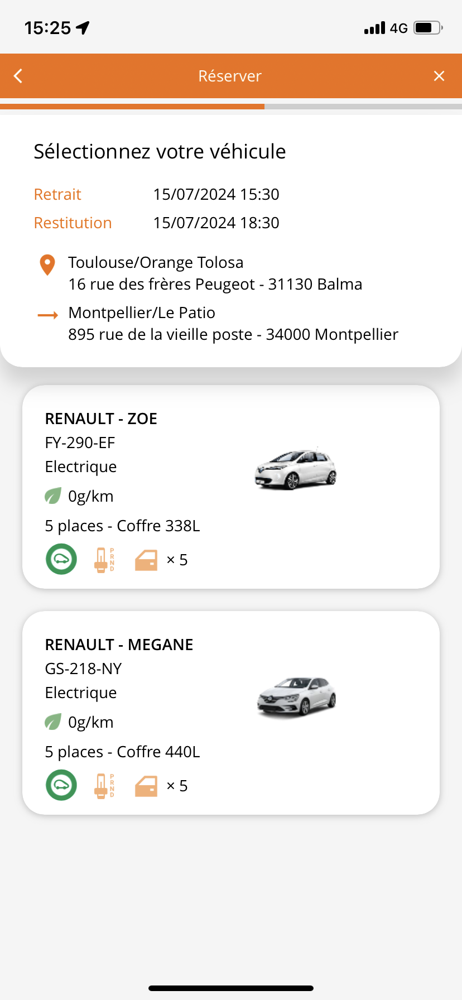 15:25 4G
Réserver
Sélectionnez votre véhicule
Retrait 15/07/2024 15:30
Restitution 15/07/2024 18:30
Toulouse/Orange Tolosa
16 rue des frères Peugeot - 31130 Balma
Montpellier/Le Patio
895 rue de la vieille poste - 34000 Montpellier
RENAULT - ZOE
FY-290-EF
Electrique
0g/km
5 places - Coffre 338L
P R N D × 5
RENAULT - MEGANE
GS-218-NY
Electrique
0g/km
5 places - Coffre 440L
P R N D × 5